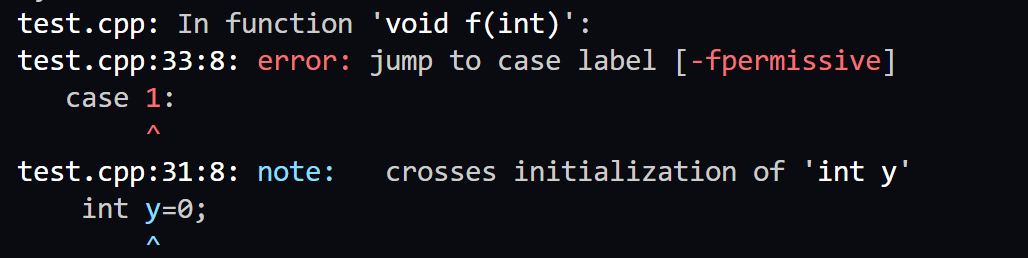 test.cpp: In function 'void f(int)':
test.cpp:33:8: error: jump to case label [-fpermissive]
   case 1:
        ^
test.cpp:31:8: note:   crosses initialization of 'int y'
    int y=0;
        ^